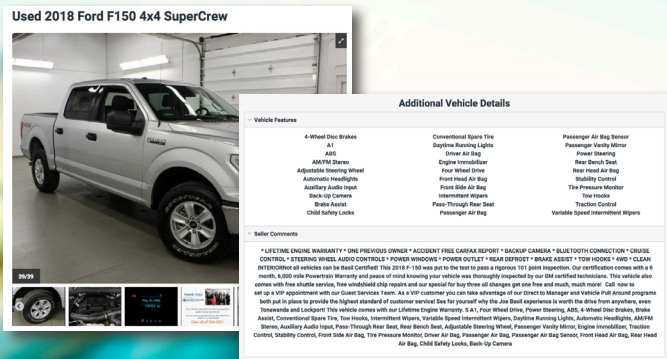 Used 2018 Ford F150 4x4 SuperCrew
39/39
Additional Vehicle Details
Vehicle Features
4-Wheel Disc Brakes
A1
ABS
AM/FM Stereo
Adjustable Steering Wheel
Automatic Headlights
Auxiliary Audio Input
Back-Up Camera
Brake Assist
Child Safety Locks
Conventional Spare Tire
Daytime Running Lights
Driver Air Bag
Engine Immobilizer
Four Wheel Drive
Front Head Air Bag
Front Side Air Bag
Intermittent Wipers
Pass-Through Rear Seat
Passenger Air Bag
Passenger Air Bag Sensor
Passenger Vanity Mirror
Power Steering
Rear Bench Seat
Rear Head Air Bag
Stability Control
Tire Pressure Monitor
Tow Hooks
Traction Control
Variable Speed Intermittent Wipers
Seller Comments
* LIFETIME ENGINE WARRANTY * ONE PREVIOUS OWNER * ACCIDENT FREE CARFAX REPORT * BACKUP CAMERA * BLUETOOTH CONNECTION * CRUISE
CONTROL * STEERING WHEEL AUDIO CONTROLS * POWER WINDOWS * POWER OUTLET * REAR DEFROST * BRAKE ASSIST * TOW HOOKS * 4WD * CLEAN
INTERIORNot all vehicles can be Basil Certified! This 2018 F-150 was put to the test to pass a rigorous 101 point inspection. Our certification comes with a 6
month, 6,000 mile Powertrain Warranty and peace of mind knowing your vehicle was thoroughly inspected by our GM certified technicians. This vehicle also
comes with free shuttle service, free windshield chip repairs and our special for buy three oil changes get one free and much, much more! Call now to
set up a VIP appointment with our Guest Services Team. As a VIP customer you can take advantage of our Direct to Manager and Vehicle Pull Around programs
both put in place to provide the highest standard of customer service! See for yourself why the Joe Basil experience is worth the drive from anywhere, even
Tonawanda and Lockport! This vehicle comes with our Lifetime Engine Warranty. S A1, Four Wheel Drive, Power Steering, ABS, 4-Wheel Disc Brakes, Brake
Assist, Conventional Spare Tire, Tow Hooks, Intermittent Wipers, Variable Speed Intermittent Wipers, Daytime Running Lights, Automatic Headlights, AM/FM
Stereo, Auxiliary Audio Input, Pass-Through Rear Seat, Rear Bench Seat, Adjustable Steering Wheel, Passenger Vanity Mirror, Engine Immobilizer, Traction
Control, Stability Control, Front Side Air Bag, Tire Pressure Monitor, Driver Air Bag, Passenger Air Bag, Passenger Air Bag Sensor, Front Head Air Bag, Rear Head
Air Bag, Child Safety Locks, Back-Up Camera